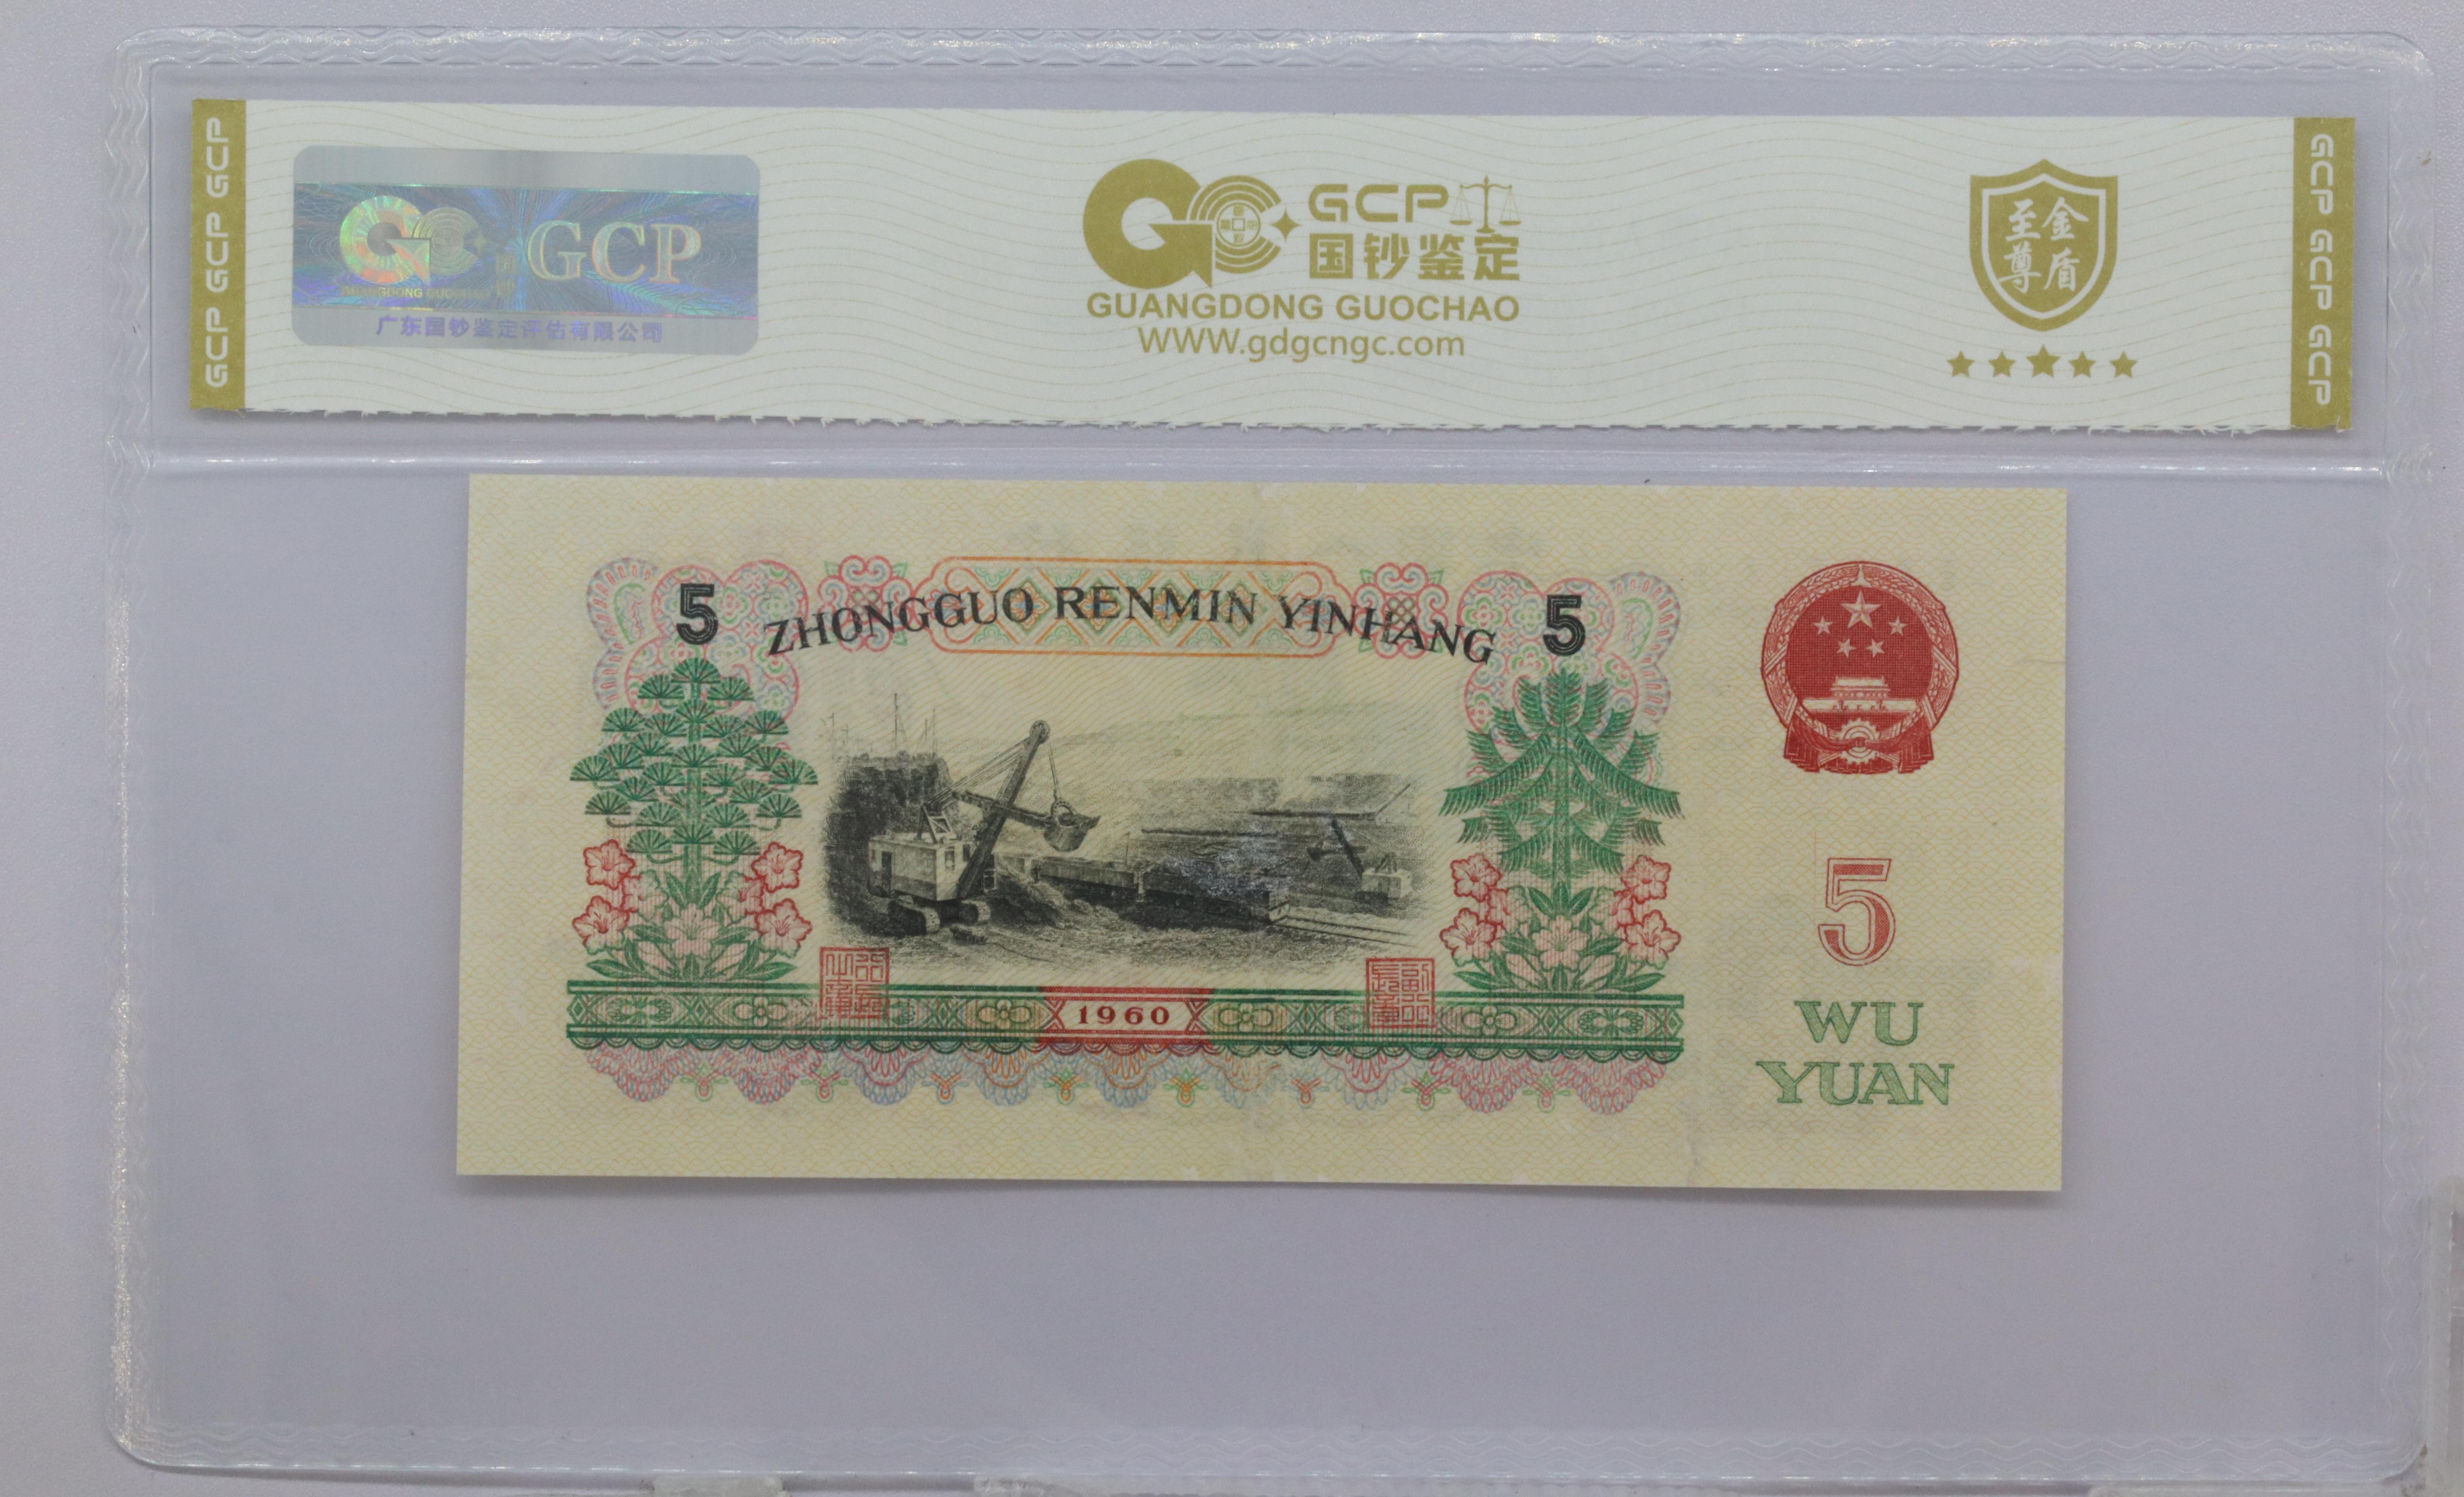 GCP GCP GCP
GCP
GUANGDONG GUOCHAO
广东国钞鉴定评估有限公司
GCP
国钞鉴定
GUANGDONG GUOCHAO
WWW.gdgcngc.com
至尊
金盾
GCP GCP GCP
5
ZHONGGUO RENMIN YINHANG
5
1960
5
WU
YUAN